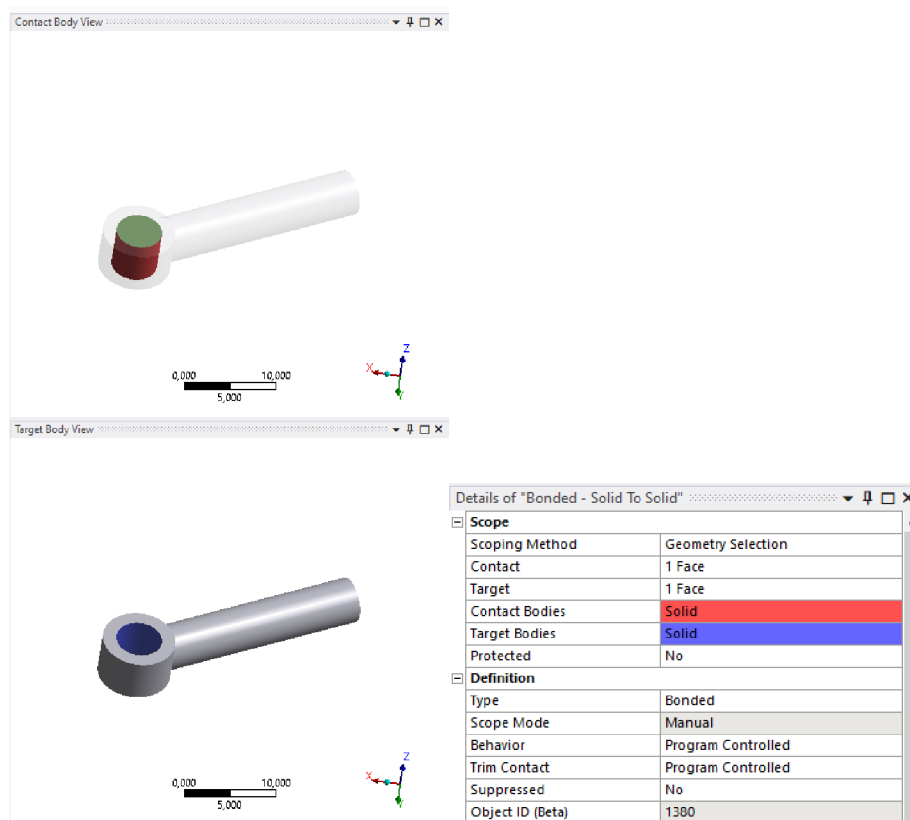 Contact Body View
Z
X
0,000 10,000
5,000
Y
Target Body View
Z
X
0,000 10,000
5,000
Y
Details of "Bonded - Solid To Solid"
Scope
Scoping Method Geometry Selection
Contact 1 Face
Target 1 Face
Contact Bodies Solid
Target Bodies Solid
Protected No
Definition
Type Bonded
Scope Mode Manual
Behavior Program Controlled
Trim Contact Program Controlled
Suppressed No
Object ID (Beta) 1380